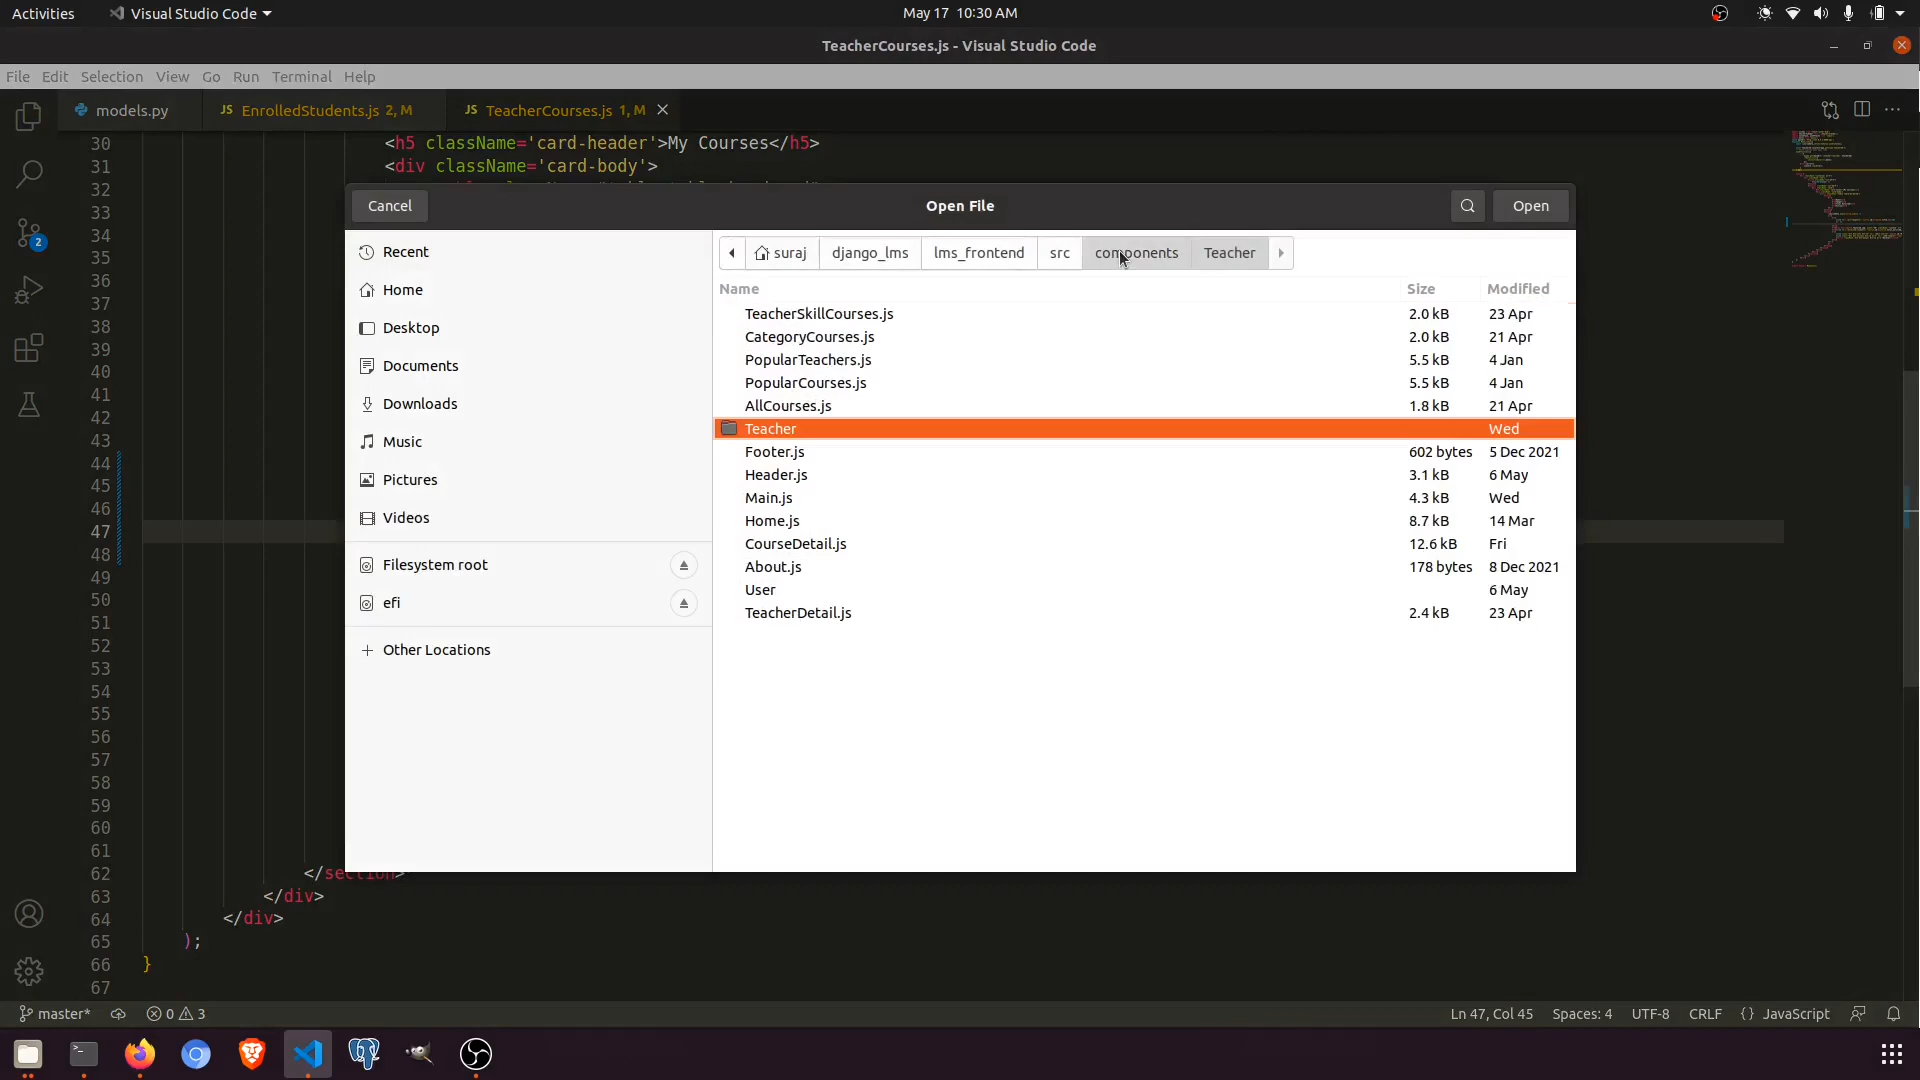 Activities Visual Studio Code May 17 10:30 AM
TeacherCourses.js - Visual Studio Code
File Edit Selection View Go Run Terminal Help
models.py JS EnrolledStudents.js 2, M JS TeacherCourses.js 1, M
30 <h5 className='card-header'>My Courses</h5>
31 <div className='card-body'>
32
33
34
35
36
37
38
39
40
41
42
43
44
45
46
47
48
49
50
51
52
53
54
55
56
57
58
59
60
61
62 </section>
63 </div>
64 </div>
65 );
66 }
67
2
Cancel Open File Open
Recent
Home
Desktop
Documents
Downloads
Music
Pictures
Videos
Filesystem root
efi
Other Locations
suraj django_lms lms_frontend src components Teacher
Name Size Modified
TeacherSkillCourses.js 2.0 kB 23 Apr
CategoryCourses.js 2.0 kB 21 Apr
PopularTeachers.js 5.5 kB 4 Jan
PopularCourses.js 5.5 kB 4 Jan
AllCourses.js 1.8 kB 21 Apr
Teacher Wed
Footer.js 602 bytes 5 Dec 2021
Header.js 3.1 kB 6 May
Main.js 4.3 kB Wed
Home.js 8.7 kB 14 Mar
CourseDetail.js 12.6 kB Fri
About.js 178 bytes 8 Dec 2021
User 6 May
TeacherDetail.js 2.4 kB 23 Apr
master* 0 3 Ln 47, Col 45 Spaces: 4 UTF-8 CRLF {} JavaScript